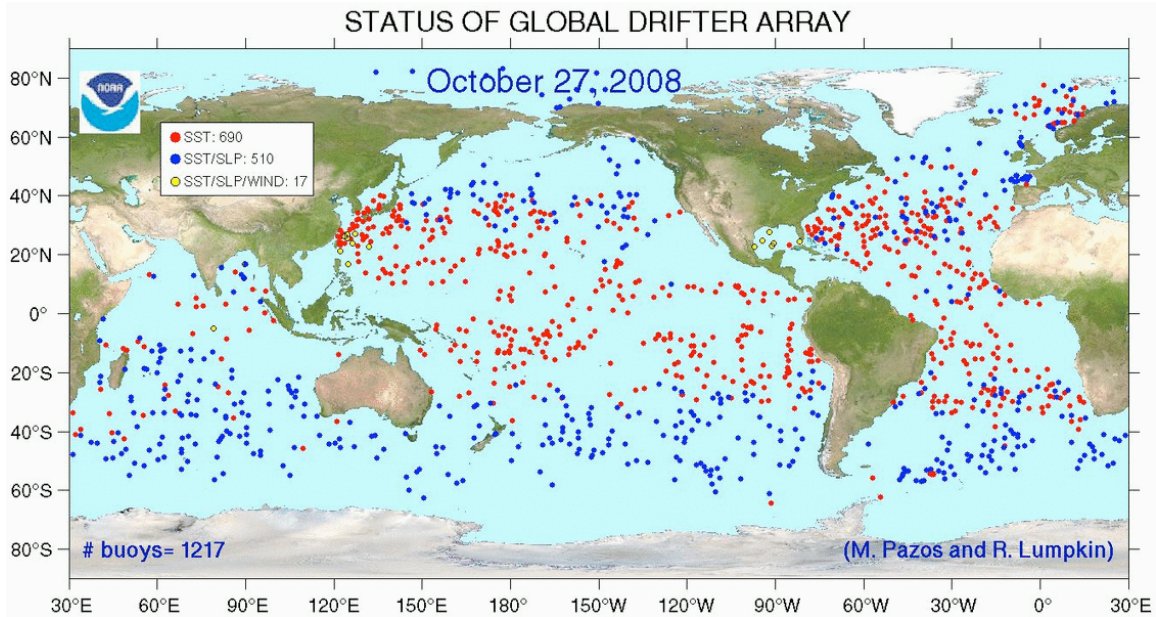 STATUS OF GLOBAL DRIFTER ARRAY
October 27, 2008
NOAA
SST: 690
SST/SLP: 510
SST/SLP/WIND: 17
80°N
60°N
40°N
20°N
0°
20°S
40°S
60°S
80°S
# buoys= 1217
(M. Pazos and R. Lumpkin)
30°E 60°E 90°E 120°E 150°E 180° 150°W 120°W 90°W 60°W 30°W 0° 30°E